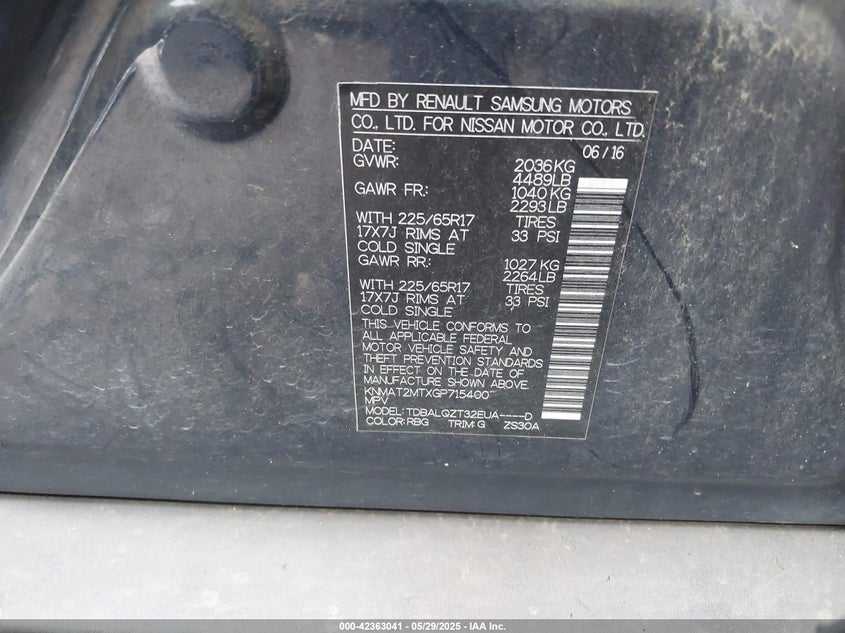 MFD BY RENAULT SAMSUNG MOTORS
CO., LTD. FOR NISSAN MOTOR CO., LTD.
DATE: 06/16
GVWR: 2036KG
4489LB
GAWR FR.: 1040KG
2293LB
WITH 225/65R17 TIRES
17X7J RIMS AT 33 PSI
COLD SINGLE
GAWR RR.: 1027KG
2264LB
WITH 225/65R17 TIRES
17X7J RIMS AT 33 PSI
COLD SINGLE
THIS VEHICLE CONFORMS TO
ALL APPLICABLE FEDERAL
MOTOR VEHICLE SAFETY AND
THEFT PREVENTION STANDARDS
IN EFFECT ON THE DATE OF
MANUFACTURE SHOWN ABOVE.
KNMAT2MTXGP715400
MPV
MODEL: TDBALQZT32EUA----D
COLOR: RBG TRIM: G ZS30A
000-42363041 - 05/29/2025 - IAA Inc.